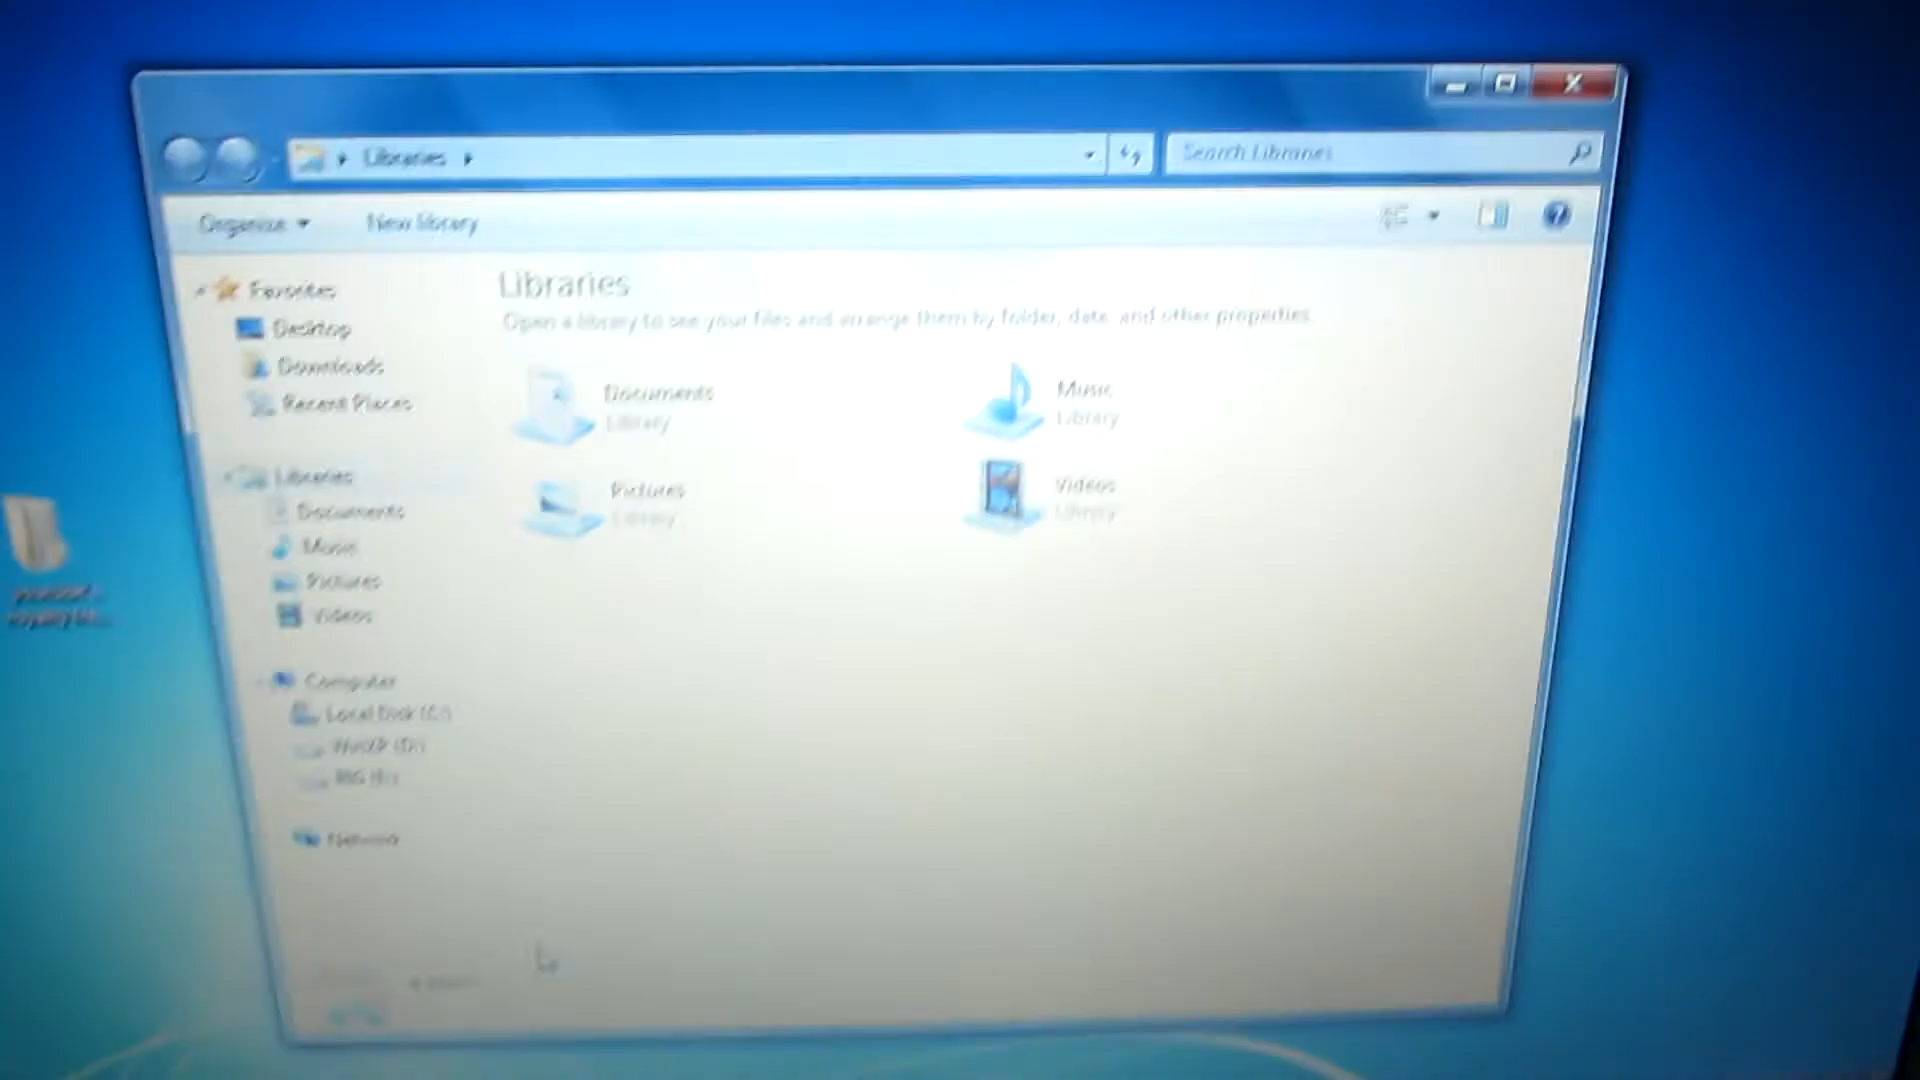 Libraries
Search Libraries
Organize
New library
Favorites
Desktop
Downloads
Recent Places
Libraries
Documents
Music
Pictures
Videos
Computer
Local Disk (C:)
WinXP (D:)
Network
Libraries
Open a library to see your files and arrange them by folder, date, and other properties.
Documents
Library
Music
Library
Pictures
Library
Videos
Library